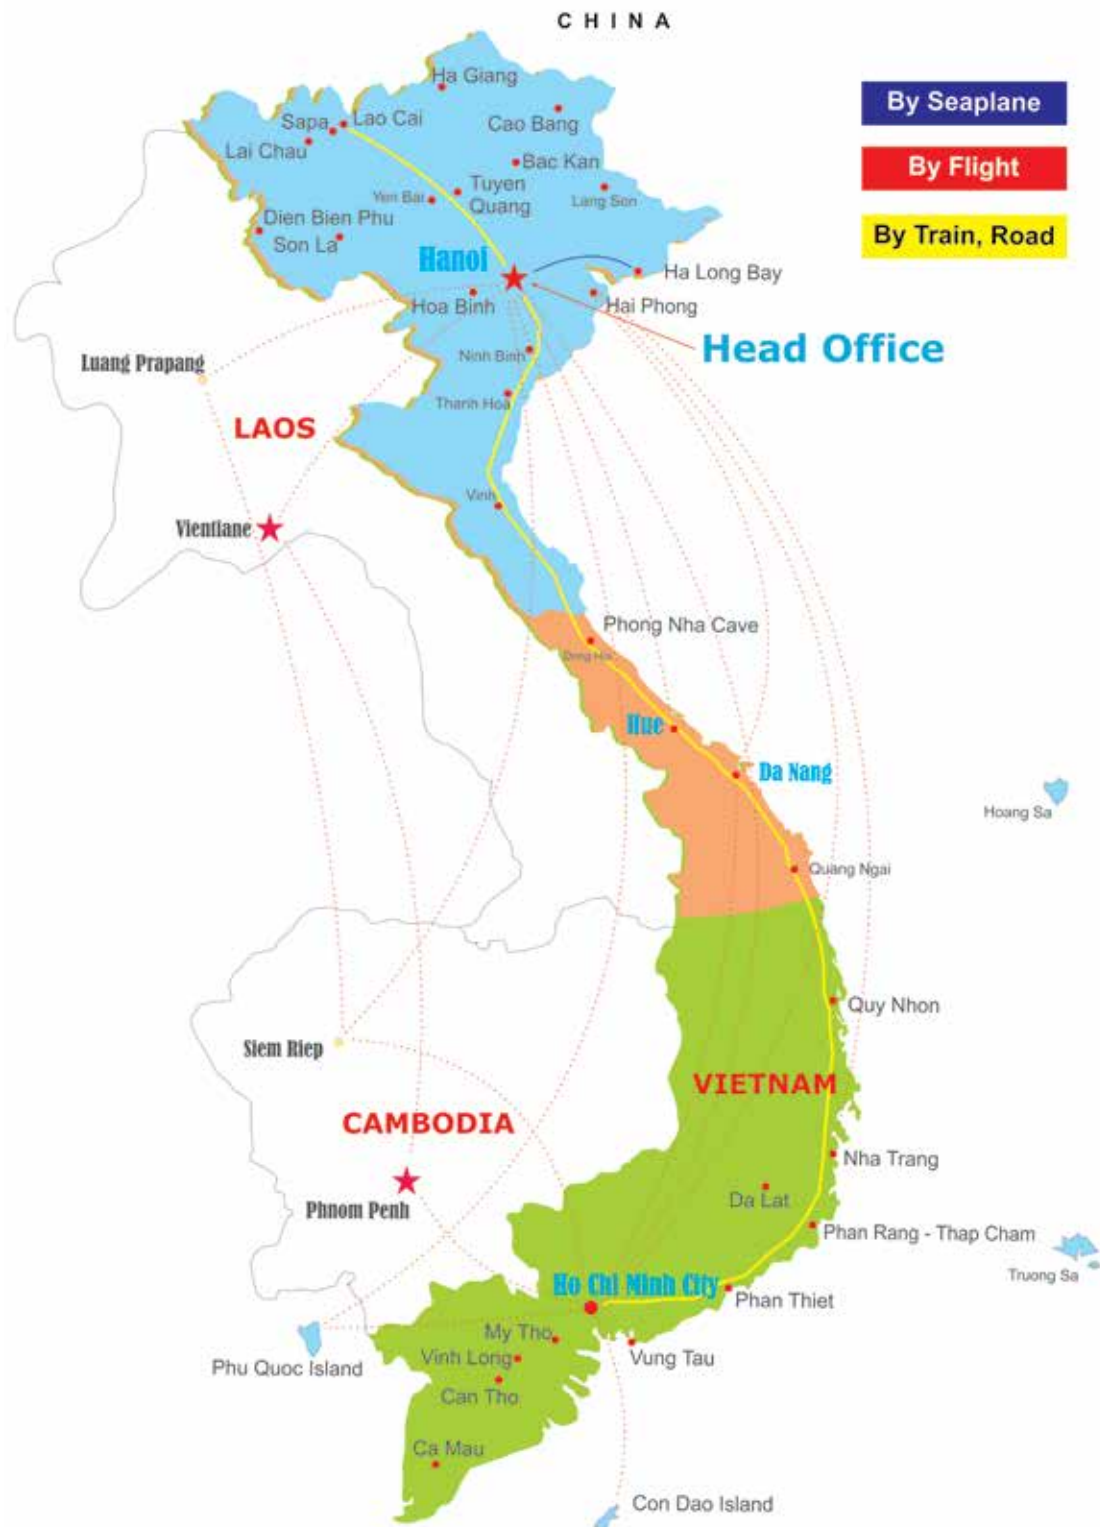 CHINA
By Seaplane
By Flight
By Train, Road
Ha Giang
Sapa
Lao Cai
Cao Bang
Lai Chau
Bac Kan
Yen Bai
Tuyen
Quang
Lang Son
Dien Bien Phu
Son La
Hanoi
Ha Long Bay
Hoa Binh
Hai Phong
Head Office
Ninh Binh
Luang Prapang
Thanh Hoa
LAOS
Vinh
Vientiane
Phong Nha Cave
Dong Hoi
Hue
Da Nang
Hoang Sa
Quang Ngai
Quy Nhon
Siem Riep
VIETNAM
CAMBODIA
Nha Trang
Da Lat
Phnom Penh
Phan Rang - Thap Cham
Truong Sa
Ho Chi Minh City
Phan Thiet
My Tho
Vinh Long
Vung Tau
Phu Quoc Island
Can Tho
Ca Mau
Con Dao Island